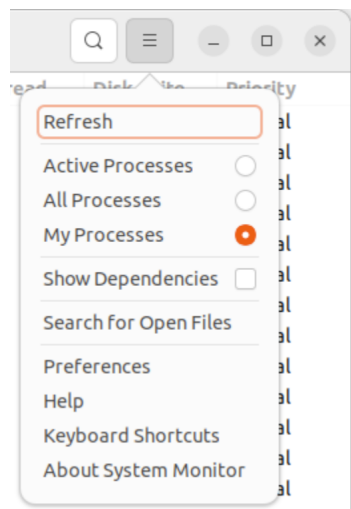 Refresh
Active Processes
All Processes
My Processes
Show Dependencies
Search for Open Files
Preferences
Help
Keyboard Shortcuts
About System Monitor